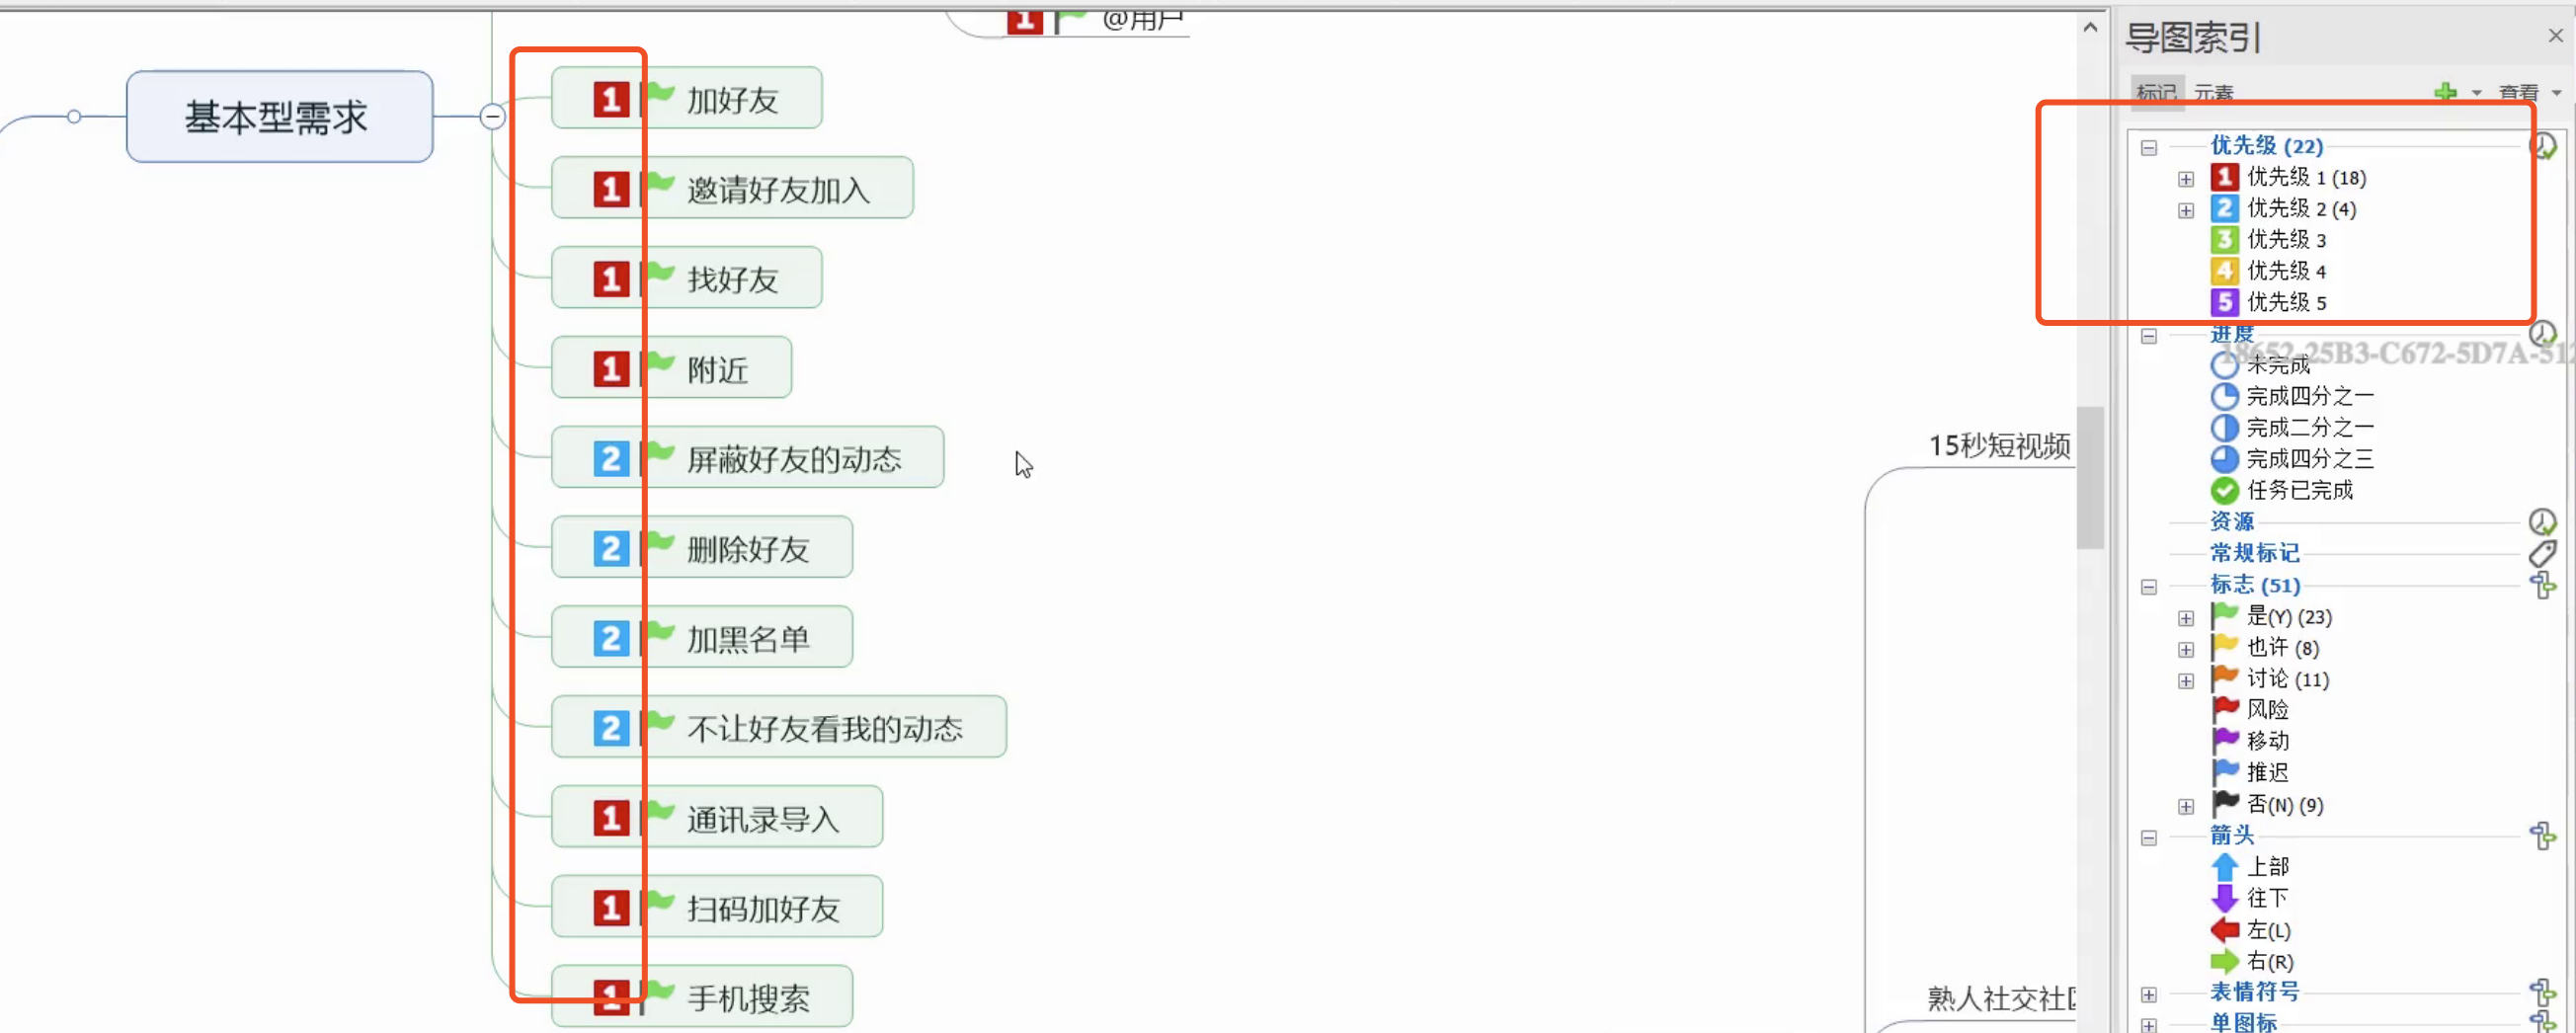 1 @用户
基本型需求
1 加好友
1 邀请好友加入
1 找好友
1 附近
2 屏蔽好友的动态
2 删除好友
2 加黑名单
2 不让好友看我的动态
1 通讯录导入
1 扫码加好友
1 手机搜索
15秒短视频
熟人社交社
导图索引
标记 元素 查看
优先级 (22)
1 优先级 1 (18)
2 优先级 2 (4)
3 优先级 3
4 优先级 4
5 优先级 5
进度
18652-25B3-C672-5D7A-512
未完成
完成四分之一
完成二分之一
完成四分之三
任务已完成
资源
常规标记
标志 (51)
是(Y) (23)
也许 (8)
讨论 (11)
风险
移动
推迟
否(N) (9)
箭头
上部
往下
左(L)
右(R)
表情符号
单图标